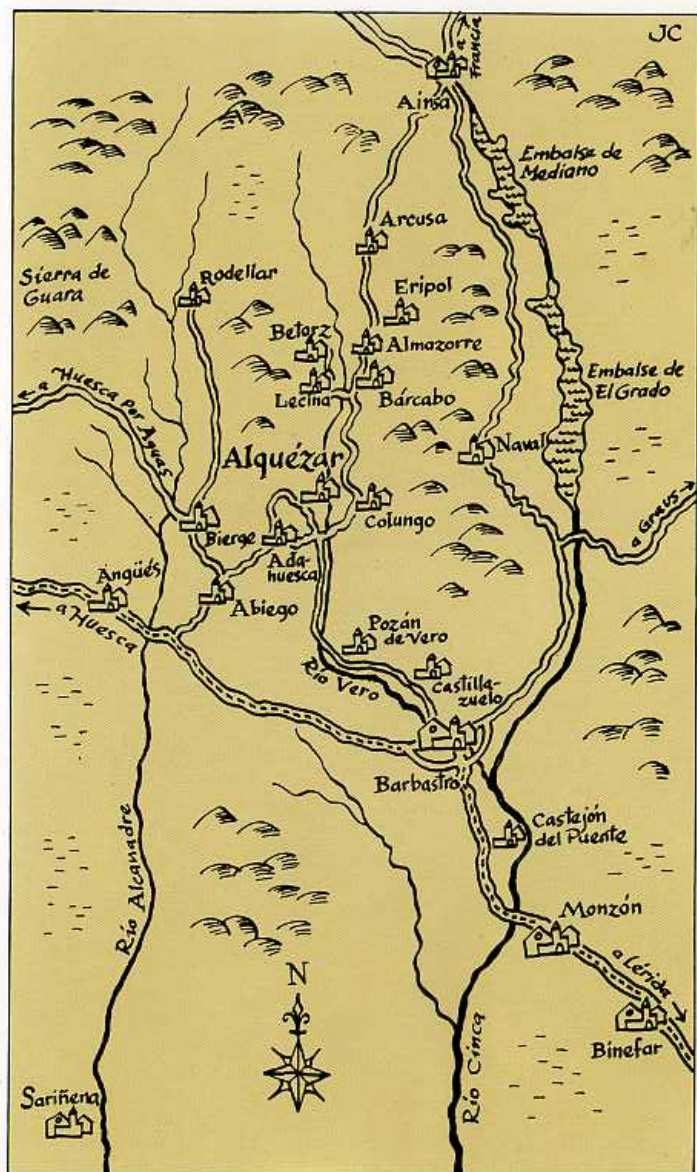 JC
a
Francia
Ainsa
Embalse de
Mediano
Arcusa
Sierra de
Guara
Rodellar
Eripol
Betorz
Almazorre
Embalse de
El Grado
Lecina
Bárcabo
← a Huesca por Aguas
Naval
Alquézar
Colungo
a Graus
Bierge
Ada-
huesca
Angüés
Abiego
a Huesca
Pozán
de Vero
Río Vero
Castilla-
zuelo
Barbastro
Castejón
del Puente
Río Alcanadre
Monzón
a Lérida
N
Binefar
Río Cinca
Sariñena